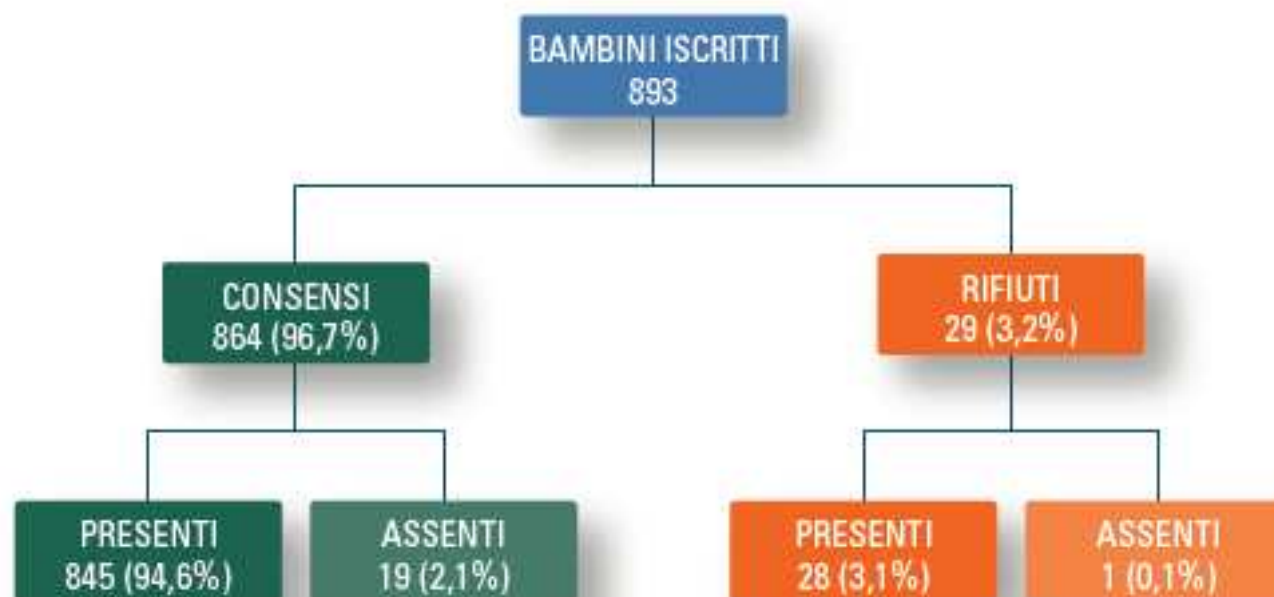 BAMBINI ISCRITTI
893
CONSENSI
864 (96,7%)
RIFIUTI
29 (3,2%)
PRESENTI
845 (94,6%)
ASSENTI
19 (2,1%)
PRESENTI
28 (3,1%)
ASSENTI
1 (0,1%)